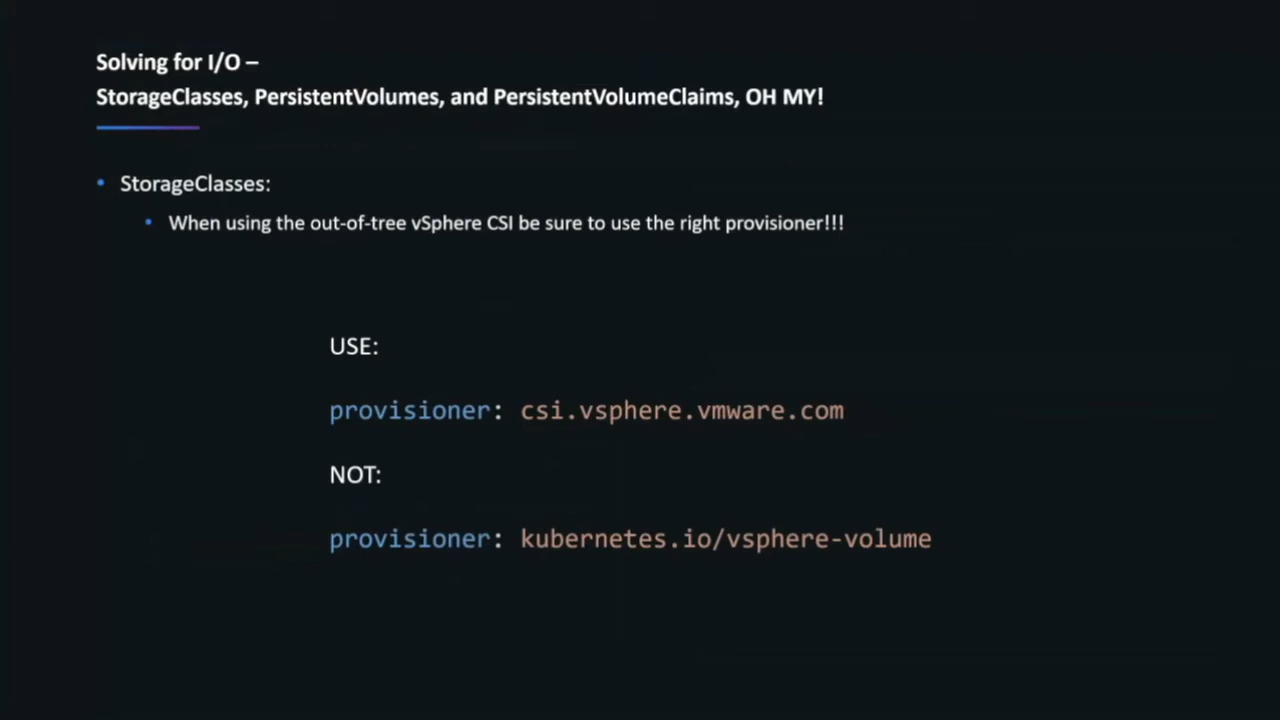 Solving for I/O –
StorageClasses, PersistentVolumes, and PersistentVolumeClaims, OH MY!
• StorageClasses:
• When using the out-of-tree vSphere CSI be sure to use the right provisioner!!!
USE:
provisioner: csi.vsphere.vmware.com
NOT:
provisioner: kubernetes.io/vsphere-volume